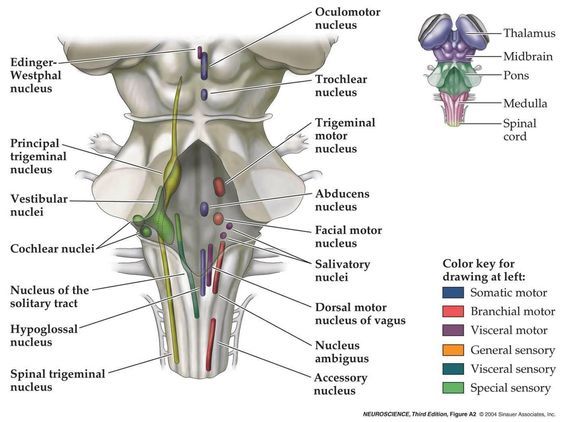 Oculomotor
nucleus
Edinger-
Westphal
nucleus
Trochlear
nucleus
Trigeminal
motor
nucleus
Principal
trigeminal
nucleus
Vestibular
nuclei
Abducens
nucleus
Cochlear nuclei
Facial motor
nucleus
Salivatory
nuclei
Nucleus of the
solitary tract
Dorsal motor
nucleus of vagus
Hypoglossal
nucleus
Nucleus
ambiguus
Spinal trigeminal
nucleus
Accessory
nucleus
Thalamus
Midbrain
Pons
Medulla
Spinal
cord
Color key for
drawing at left:
Somatic motor
Branchial motor
Visceral motor
General sensory
Visceral sensory
Special sensory
NEUROSCIENCE, Third Edition, Figure A2 © 2004 Sinauer Associates, Inc.